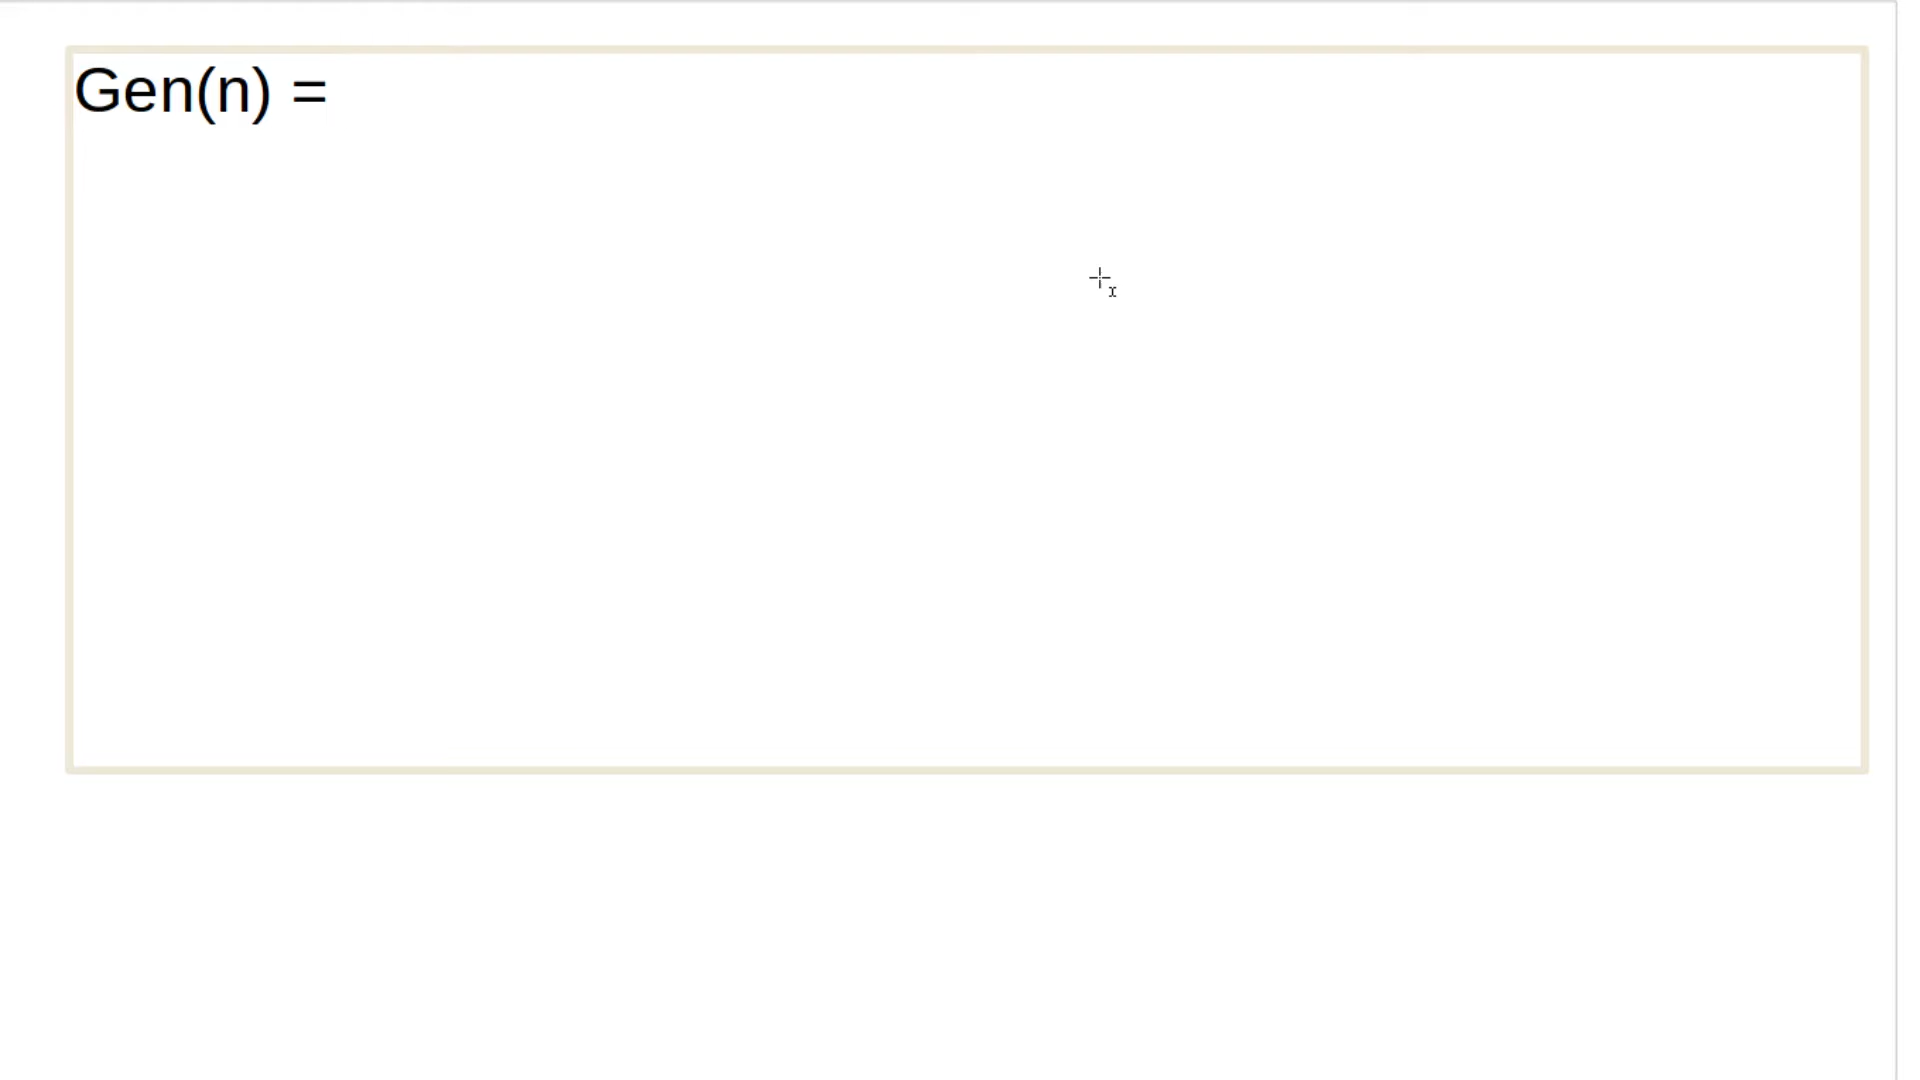 Gen(n) =